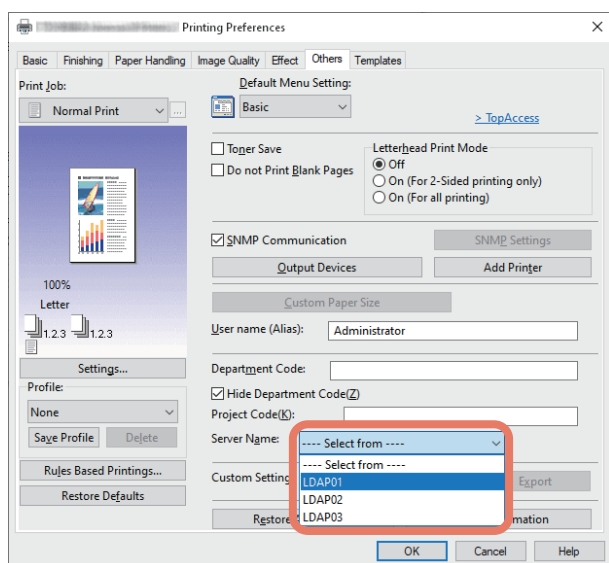 Printing Preferences
Basic Finishing Paper Handling Image Quality Effect Others Templates
Print Job:
Normal Print
...
100%
Letter
1.2.3 1.2.3
Settings...
Profile:
None
Save Profile Delete
Rules Based Printings...
Restore Defaults
Default Menu Setting:
Basic
> TopAccess
Toner Save
Do not Print Blank Pages
Letterhead Print Mode
Off
On (For 2-Sided printing only)
On (For all printing)
SNMP Communication
SNMP Settings
Output Devices
Add Printer
Custom Paper Size
User name (Alias): Administrator
Department Code:
Hide Department Code(Z)
Project Code(K):
Server Name: ---- Select from ----
---- Select from ----
LDAP01
LDAP02
LDAP03
Custom Setting
Export
Restore
mation
OK Cancel Help